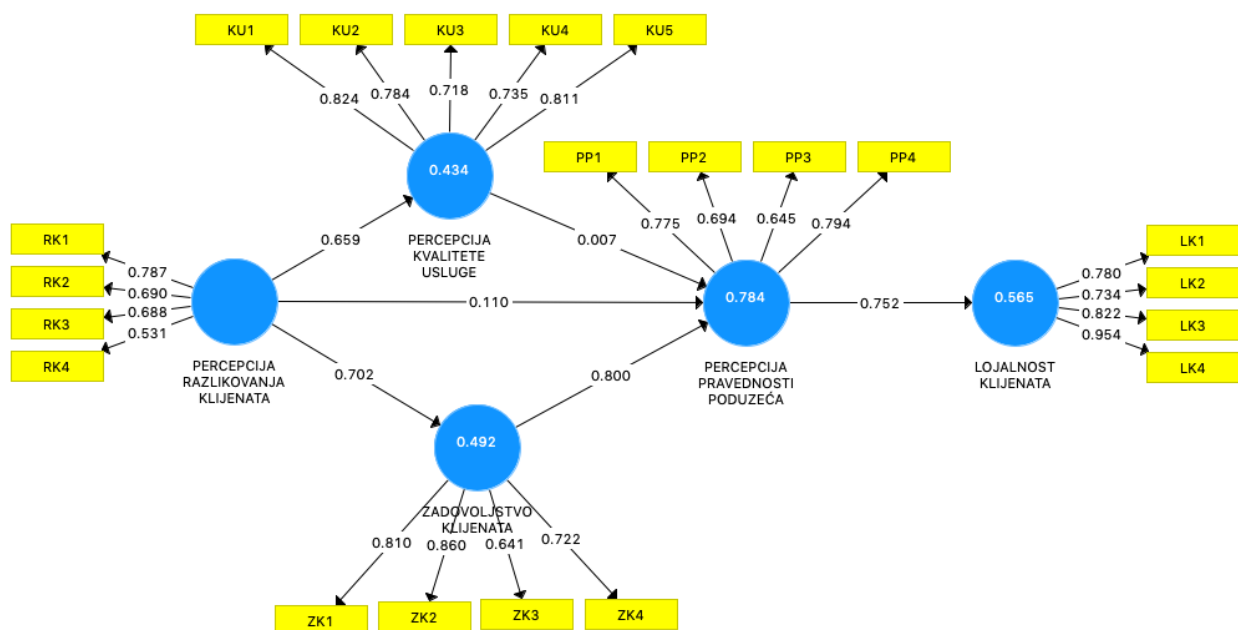 KU1 KU2 KU3 KU4 KU5
0.824 0.784 0.718 0.735 0.811
0.434
PERCEPCIJA
KVALITETE
USLUGE
PP1 PP2 PP3 PP4
0.775 0.694 0.645 0.794
RK1
RK2
RK3
RK4
0.787
0.690
0.688
0.531
0.659
0.007
PERCEPCIJA
RAZLIKOVANJA
KLIJENATA
0.110
0.784
PERCEPCIJA
PRAVEDNOSTI
PODUZEĆA
0.752
0.565
LOJALNOST
KLIJENATA
LK1
LK2
LK3
LK4
0.780
0.734
0.822
0.954
0.702
0.800
0.492
ZADOVOLJSTVO
KLIJENATA
0.810 0.860 0.641 0.722
ZK1 ZK2 ZK3 ZK4